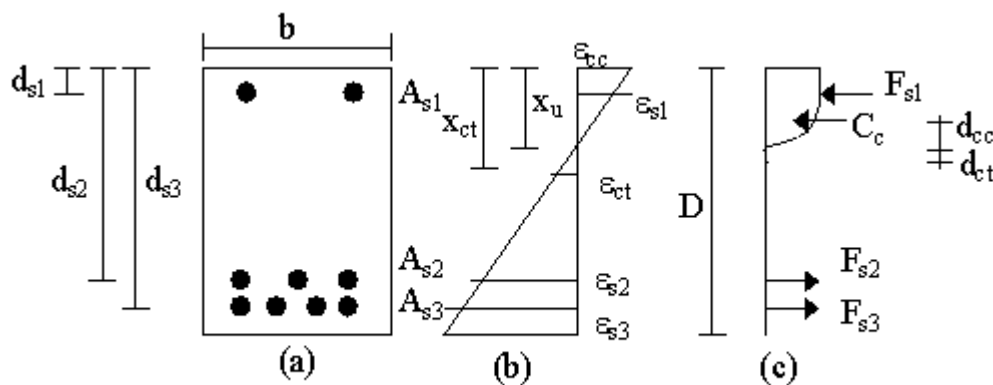 b
d_s1
d_s2
d_s3
A_s1
A_s2
A_s3
(a)
ε_cc
x_u
x_ct
ε_s1
ε_ct
ε_s2
ε_s3
(b)
D
F_s1
C_c
d_cc
d_ct
F_s2
F_s3
(c)